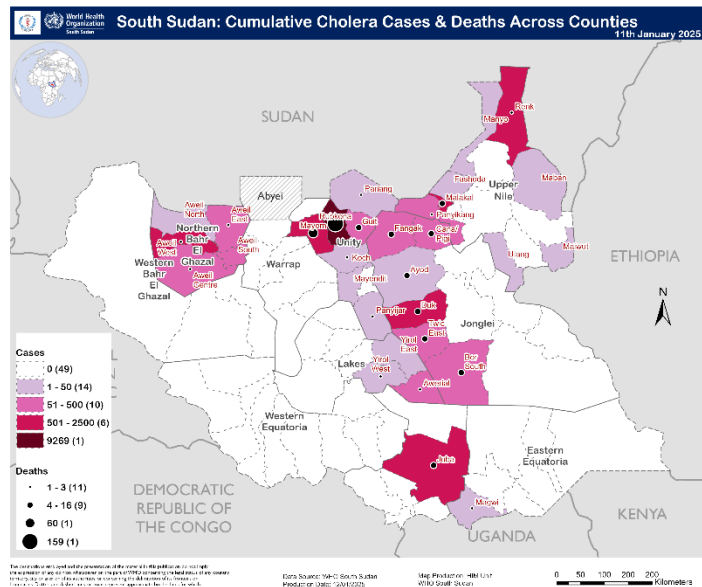 World Health Organization
South Sudan
South Sudan: Cumulative Cholera Cases & Deaths Across Counties
11th January 2025
SUDAN
Renk
Manyo
Fashoda
Maban
Abyei
Pariang
Upper Nile
Malakal
Panyikang
Aweil North
Aweil East
Northern Bahr El Ghazal
Aweil West
Aweil South
Aweil Centre
Western Bahr El Ghazal
Rubkona
Mayom
Guit
Unity
Fangak
Canal/ Pigi
Koch
Ulang
Maiwut
ETHIOPIA
Warrap
Mayendit
Ayod
N
Panyijiar
Duk
Twic East
Jonglei
Yirol East
Lakes
Yirol West
Bor South
Awerial
Western Equatoria
Eastern Equatoria
Juba
Magwi
DEMOCRATIC REPUBLIC OF THE CONGO
UGANDA
KENYA
Cases
0 (49)
1 - 50 (14)
51 - 500 (10)
501 - 2500 (6)
9269 (1)
Deaths
1 - 3 (11)
4 - 16 (9)
60 (1)
159 (1)
0 50 100 200 Kilometers
Data Source: WHO South Sudan
Production Date: 12/01/2025
Map Production: HIM Unit
WHO South Sudan